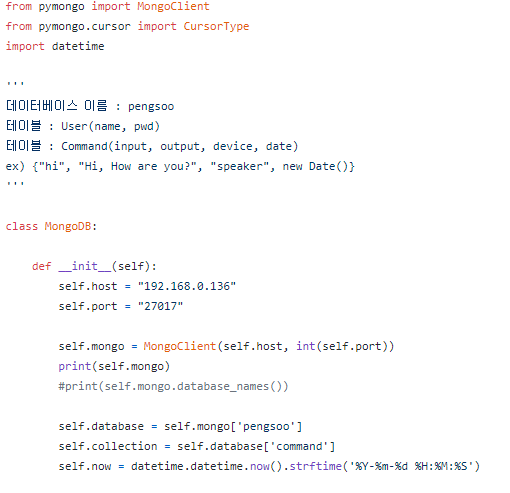 from pymongo import MongoClient
from pymongo.cursor import CursorType
import datetime
'''
데이터베이스 이름 : pengsoo
테이블 : User(name, pwd)
테이블 : Command(input, output, device, date)
ex) {"hi", "Hi, How are you?", "speaker", new Date()}
'''
class MongoDB:
    def __init__(self):
        self.host = "192.168.0.136"
        self.port = "27017"
        self.mongo = MongoClient(self.host, int(self.port))
        print(self.mongo)
        #print(self.mongo.database_names())
        self.database = self.mongo['pengsoo']
        self.collection = self.database['command']
        self.now = datetime.datetime.now().strftime('%Y-%m-%d %H:%M:%S')